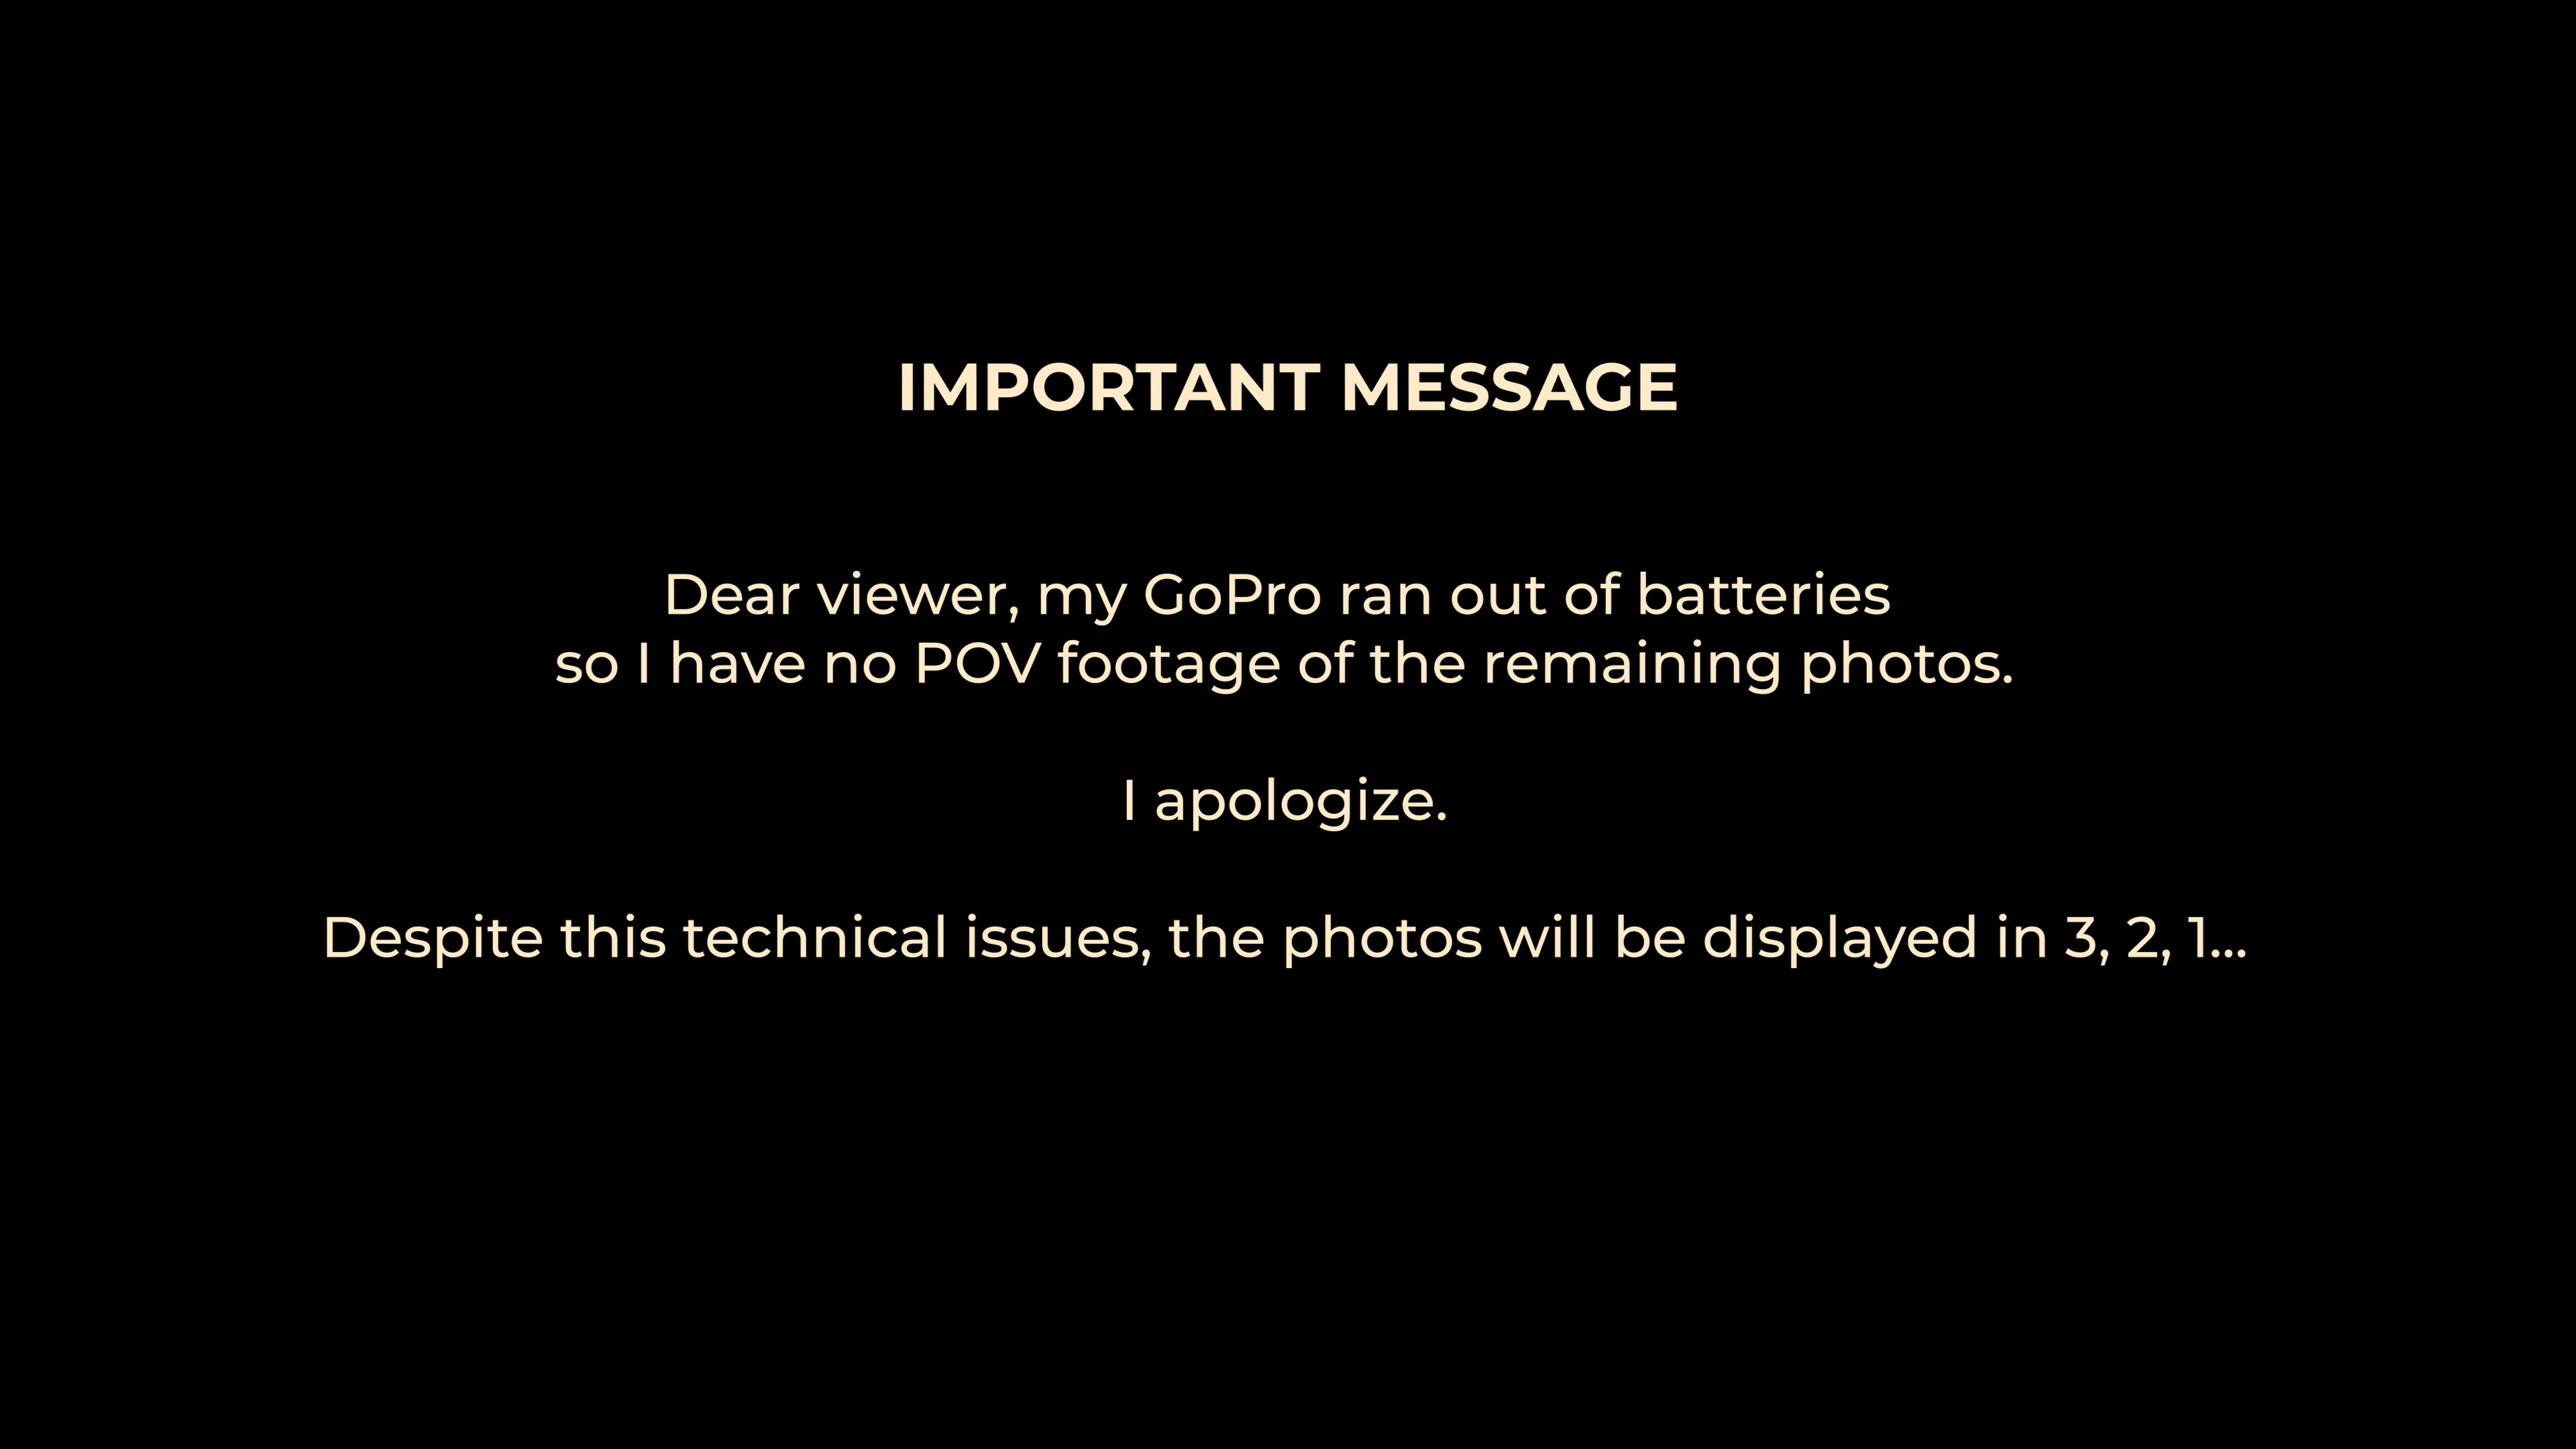 IMPORTANT MESSAGE
Dear viewer, my GoPro ran out of batteries
so I have no POV footage of the remaining photos.
I apologize.
Despite this technical issues, the photos will be displayed in 3, 2, 1...